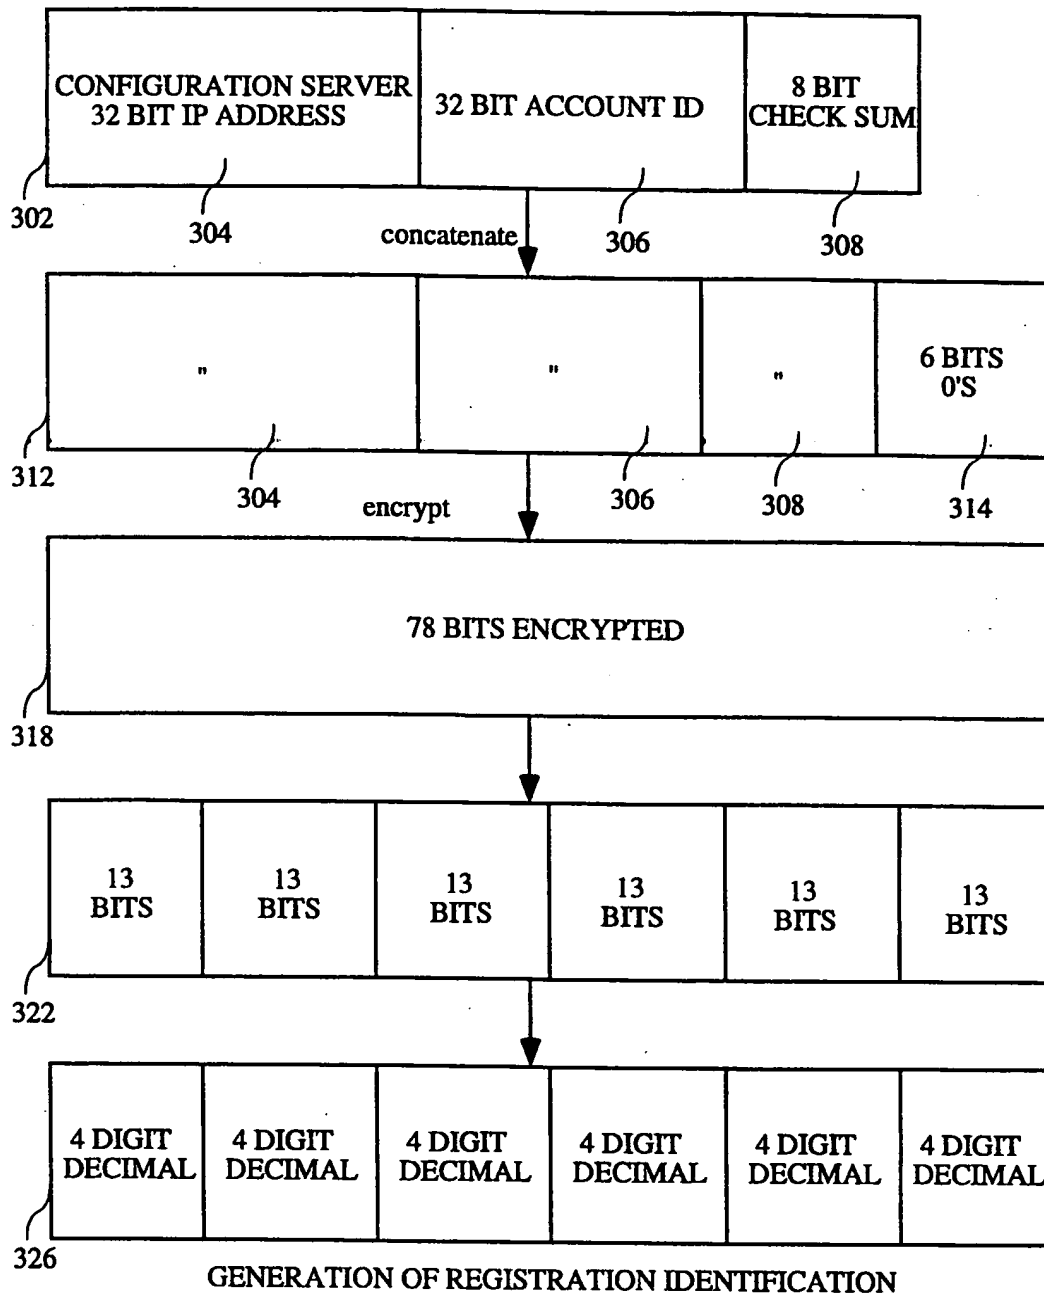 CONFIGURATION SERVER
32 BIT IP ADDRESS
32 BIT ACCOUNT ID
8 BIT
CHECK SUM
302
304
concatenate
306
308
"
"
"
6 BITS
0'S
312
304
encrypt
306
308
314
78 BITS ENCRYPTED
318
13
BITS
13
BITS
13
BITS
13
BITS
13
BITS
13
BITS
322
4 DIGIT
DECIMAL
4 DIGIT
DECIMAL
4 DIGIT
DECIMAL
4 DIGIT
DECIMAL
4 DIGIT
DECIMAL
4 DIGIT
DECIMAL
326
GENERATION OF REGISTRATION IDENTIFICATION